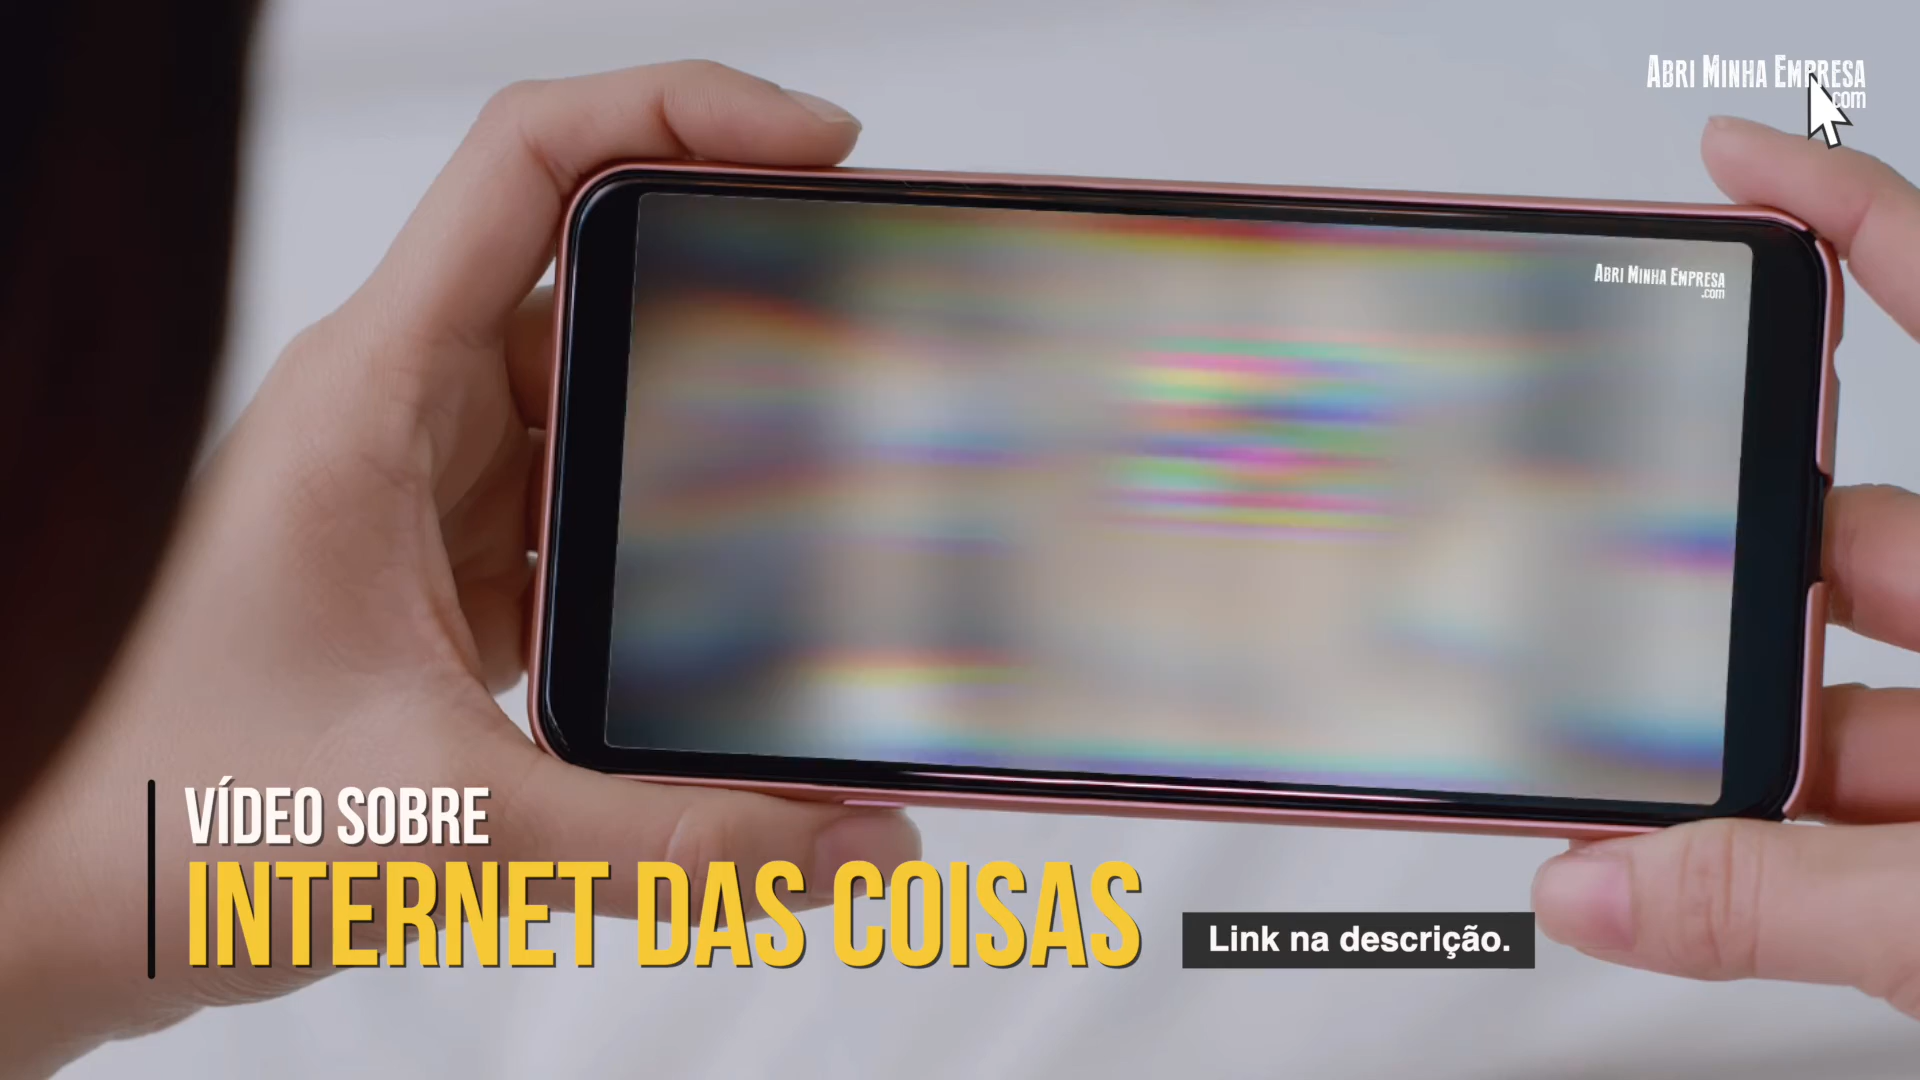 ABRI MINHA EMPRESA
.com
ABRI MINHA EMPRESA
.com
VÍDEO SOBRE
INTERNET DAS COISAS
Link na descrição.